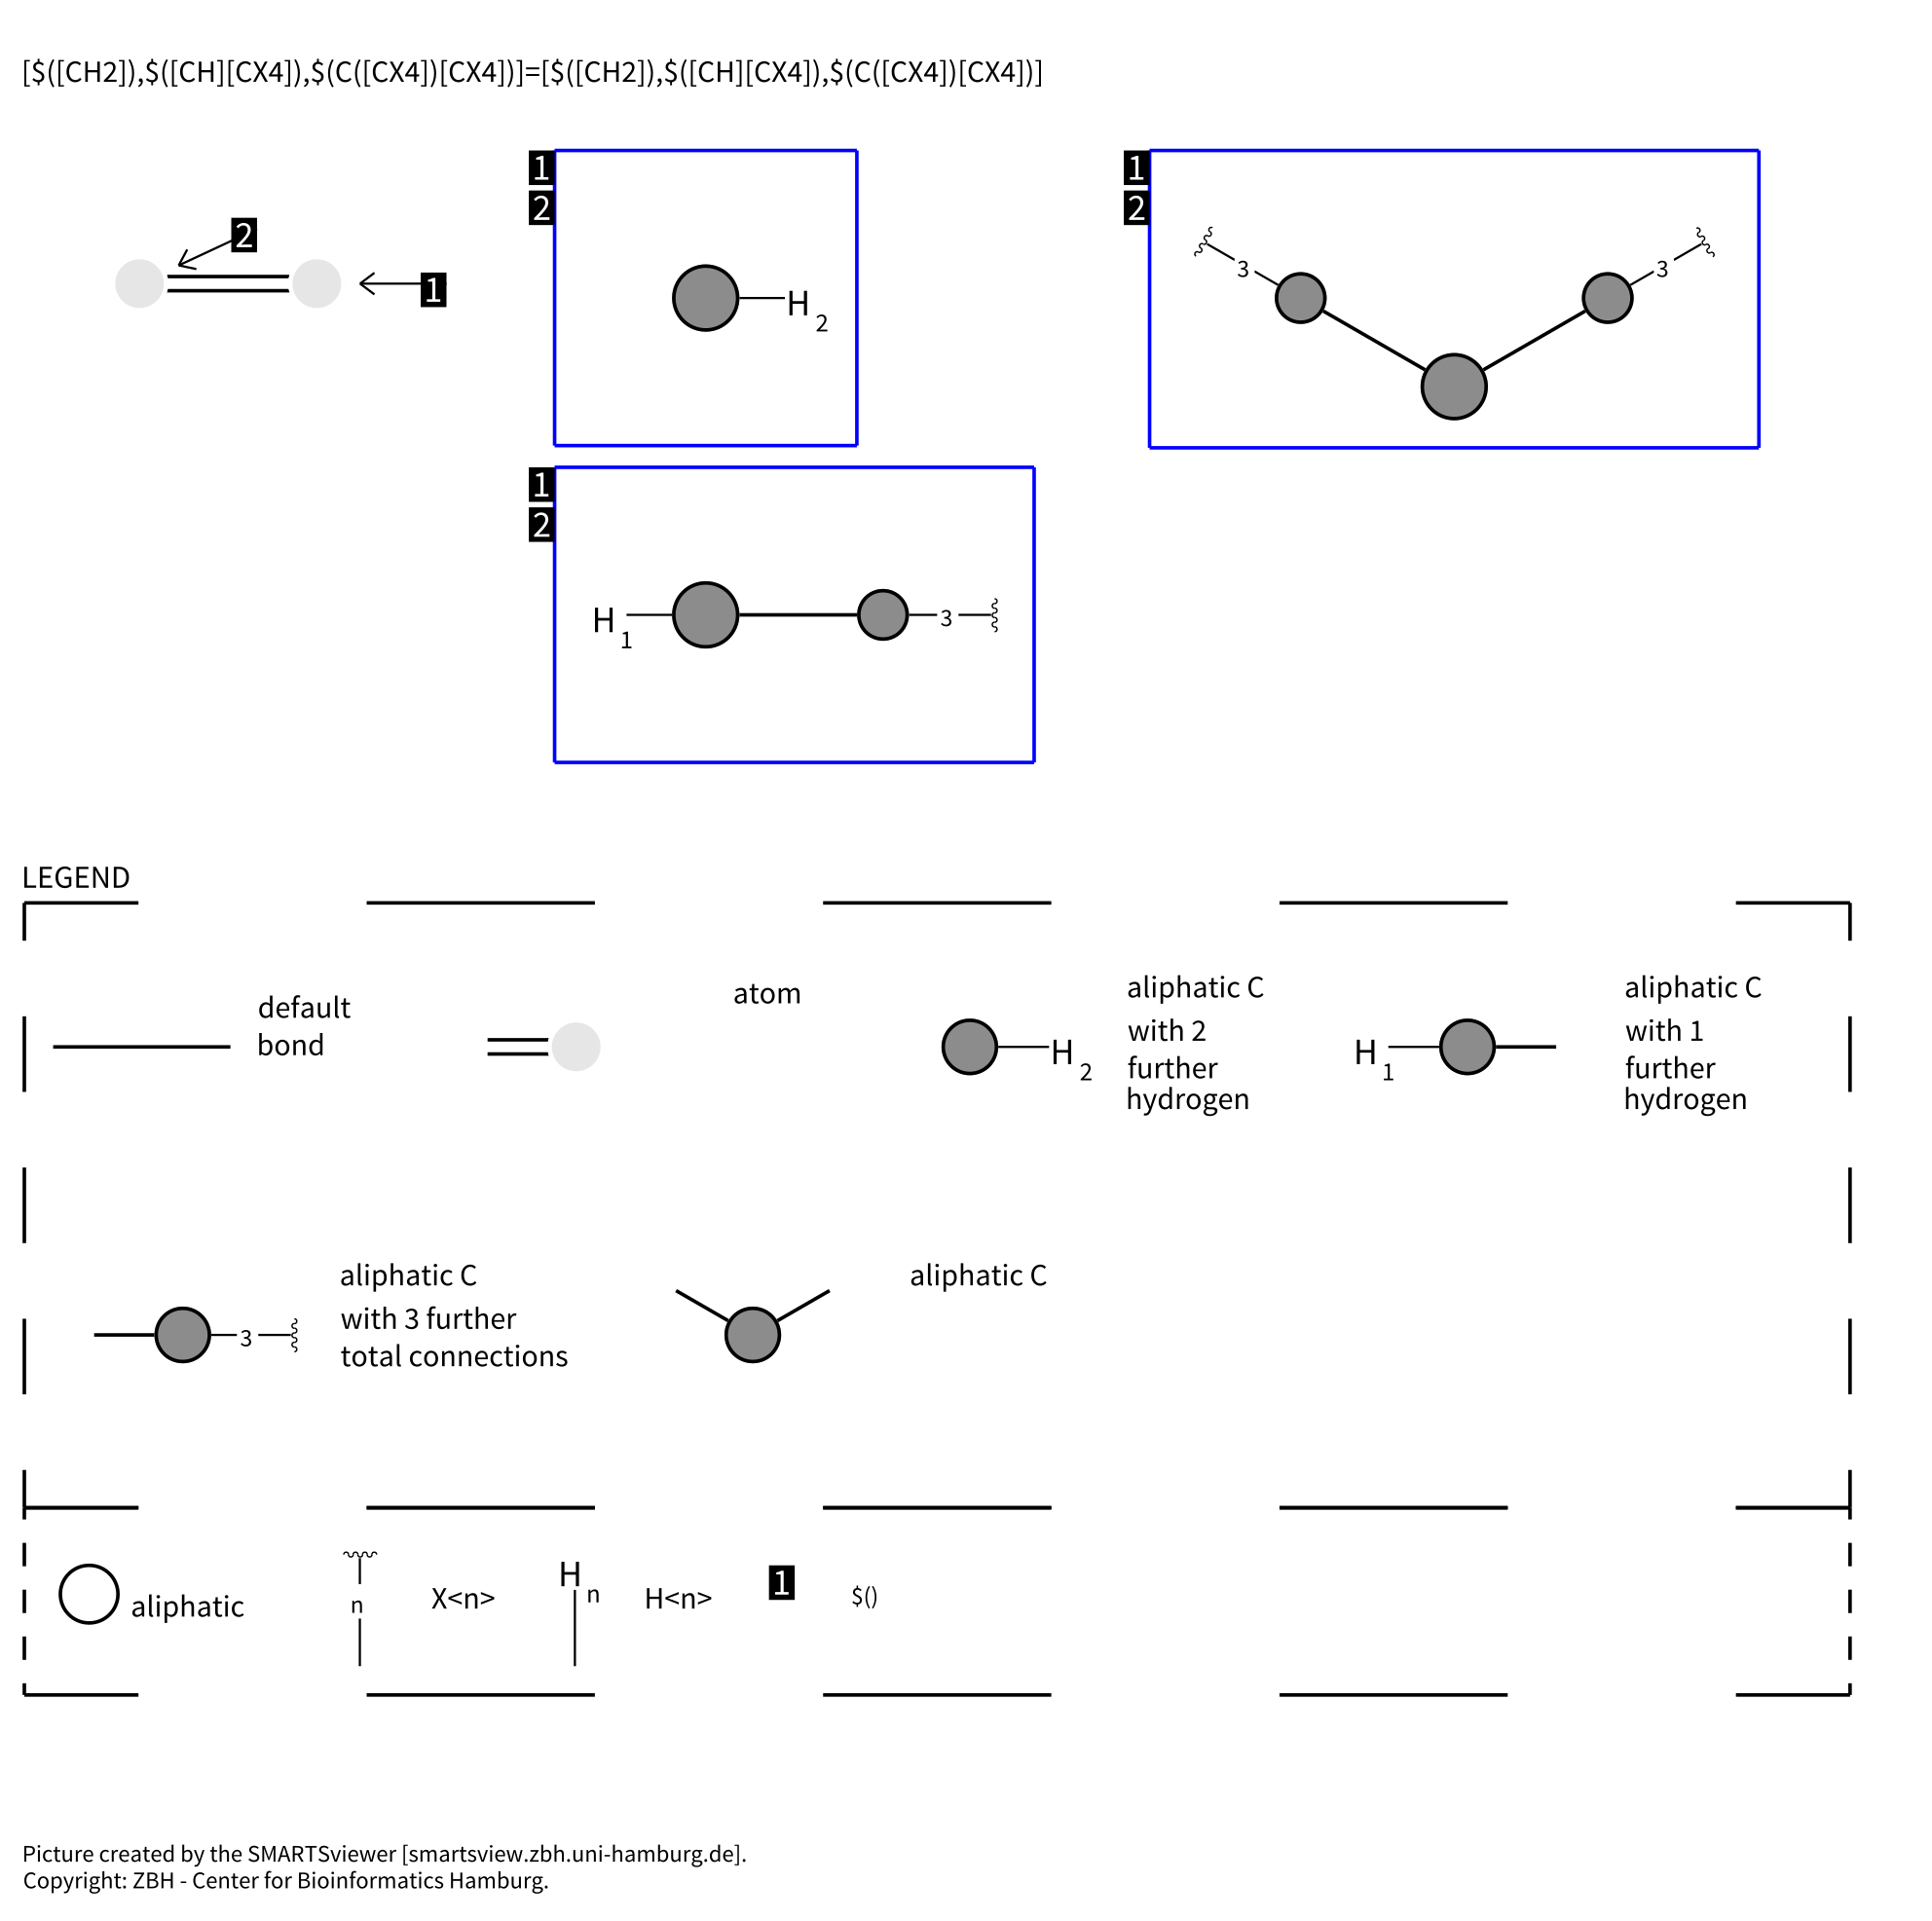 [$([CH2]),$([CH][CX4]),$(C([CX4])[CX4])]=[$([CH2]),$([CH][CX4]),$(C([CX4])[CX4])]
2
1
1
2
H
2
1
2
3
3
1
2
H
1
3
LEGEND
default
bond
atom
H
2
aliphatic C
with 2
further
hydrogen
H
1
aliphatic C
with 1
further
hydrogen
3
aliphatic C
with 3 further
total connections
aliphatic C
aliphatic
n
X<n>
H
n
H<n>
1
$()
Picture created by the SMARTSviewer [smartsview.zbh.uni-hamburg.de].
Copyright: ZBH - Center for Bioinformatics Hamburg.